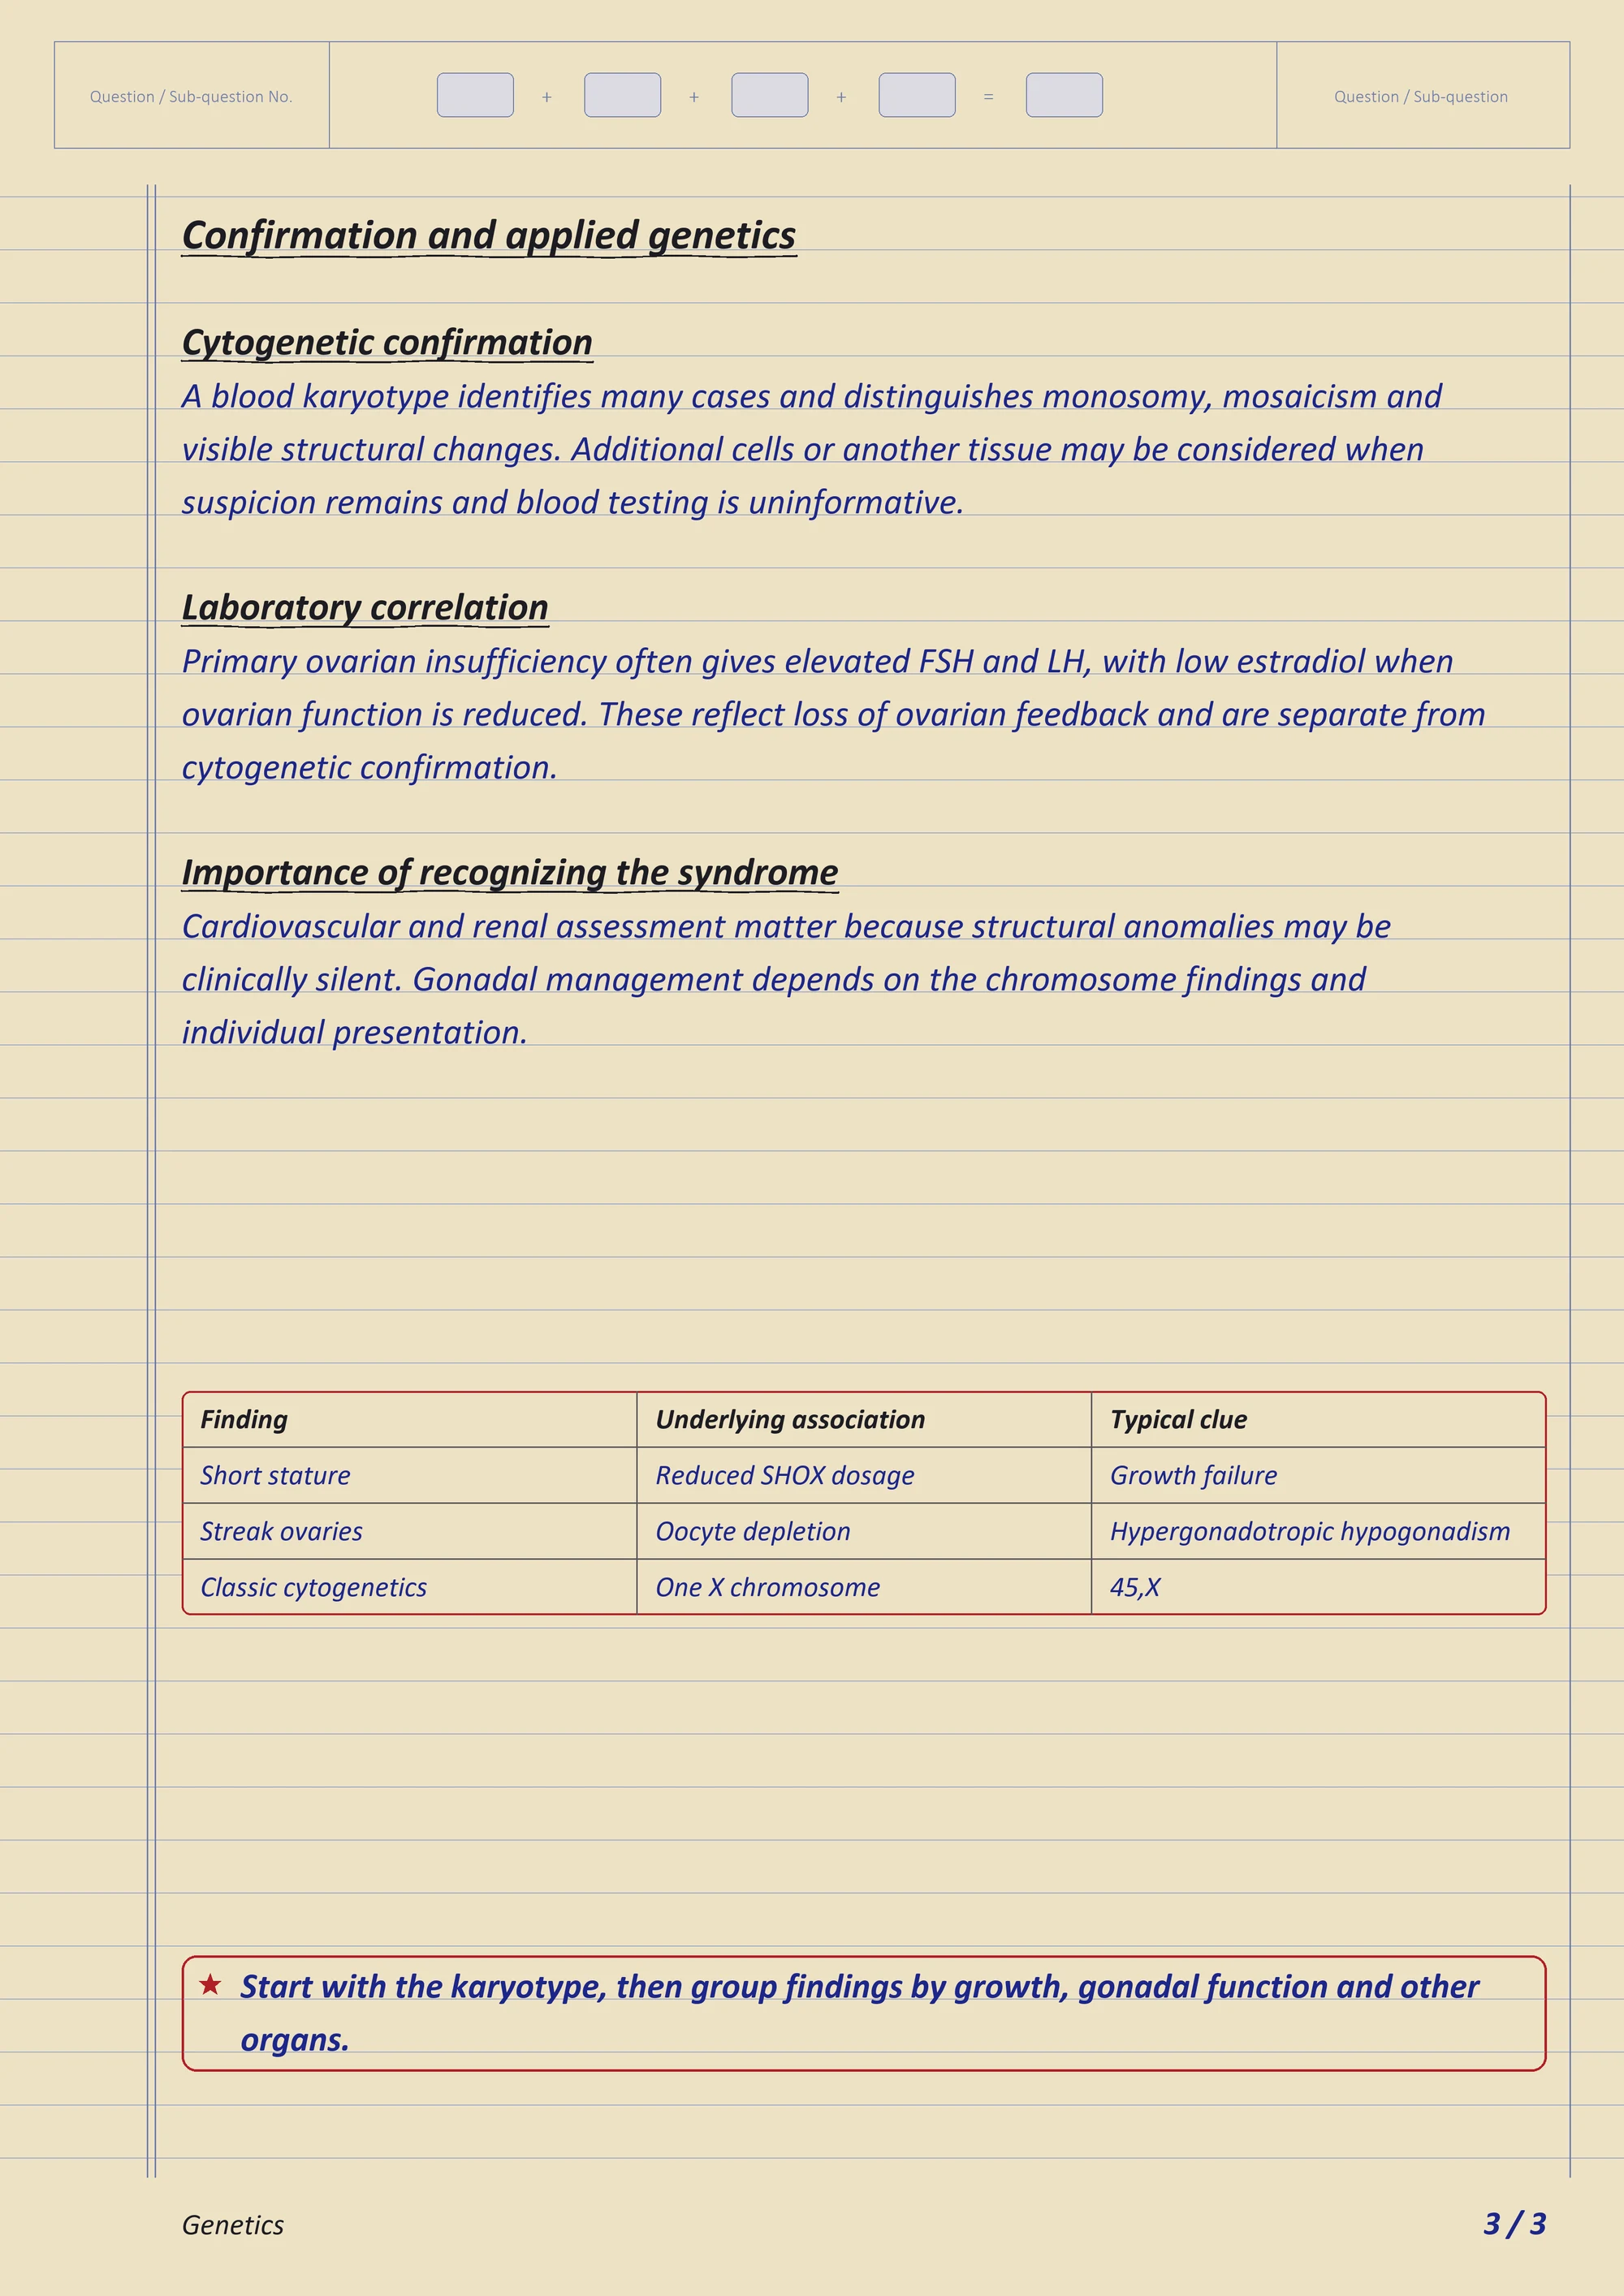 Question / Sub-question No.
+ + + =
Question / Sub-question
Confirmation and applied genetics
Cytogenetic confirmation
A blood karyotype identifies many cases and distinguishes monosomy, mosaicism and
visible structural changes. Additional cells or another tissue may be considered when
suspicion remains and blood testing is uninformative.
Laboratory correlation
Primary ovarian insufficiency often gives elevated FSH and LH, with low estradiol when
ovarian function is reduced. These reflect loss of ovarian feedback and are separate from
cytogenetic confirmation.
Importance of recognizing the syndrome
Cardiovascular and renal assessment matter because structural anomalies may be
clinically silent. Gonadal management depends on the chromosome findings and
individual presentation.
Finding Underlying association Typical clue
Short stature Reduced SHOX dosage Growth failure
Streak ovaries Oocyte depletion Hypergonadotropic hypogonadism
Classic cytogenetics One X chromosome 45,X
★ Start with the karyotype, then group findings by growth, gonadal function and other
organs.
Genetics
3 / 3